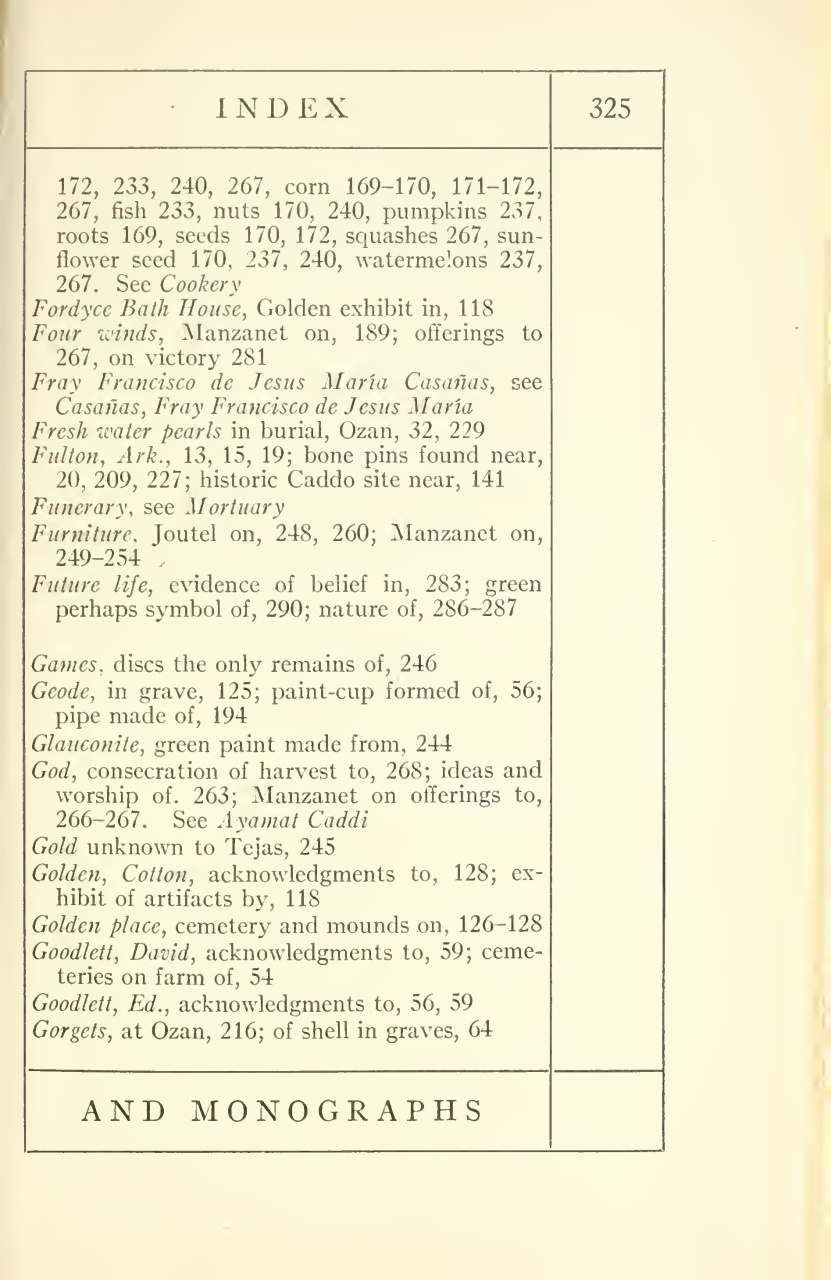 INDEX
325
172, 233, 240, 267, corn 169–170, 171–172,
267, fish 233, nuts 170, 240, pumpkins 237,
roots 169, seeds 170, 172, squashes 267, sun-
flower seed 170, 237, 240, watermelons 237,
267. See Cookery
Fordyce Bath House, Golden exhibit in, 118
Four winds, Manzanet on, 189; offerings to
267, on victory 281
Fray Francisco de Jesus María Casañas, see
Casañas, Fray Francisco de Jesus María
Fresh water pearls in burial, Ozan, 32, 229
Fulton, Ark., 13, 15, 19; bone pins found near,
20, 209, 227; historic Caddo site near, 141
Funerary, see Mortuary
Furniture, Joutel on, 248, 260; Manzanet on,
249–254
Future life, evidence of belief in, 283; green
perhaps symbol of, 290; nature of, 286–287
Games, discs the only remains of, 246
Geode, in grave, 125; paint-cup formed of, 56;
pipe made of, 194
Glauconite, green paint made from, 244
God, consecration of harvest to, 268; ideas and
worship of. 263; Manzanet on offerings to,
266–267. See Ayamat Caddi
Gold unknown to Tejas, 245
Golden, Cotton, acknowledgments to, 128; ex-
hibit of artifacts by, 118
Golden place, cemetery and mounds on, 126–128
Goodlett, David, acknowledgments to, 59; ceme-
teries on farm of, 54
Goodlett, Ed., acknowledgments to, 56, 59
Gorgets, at Ozan, 216; of shell in graves, 64
AND MONOGRAPHS